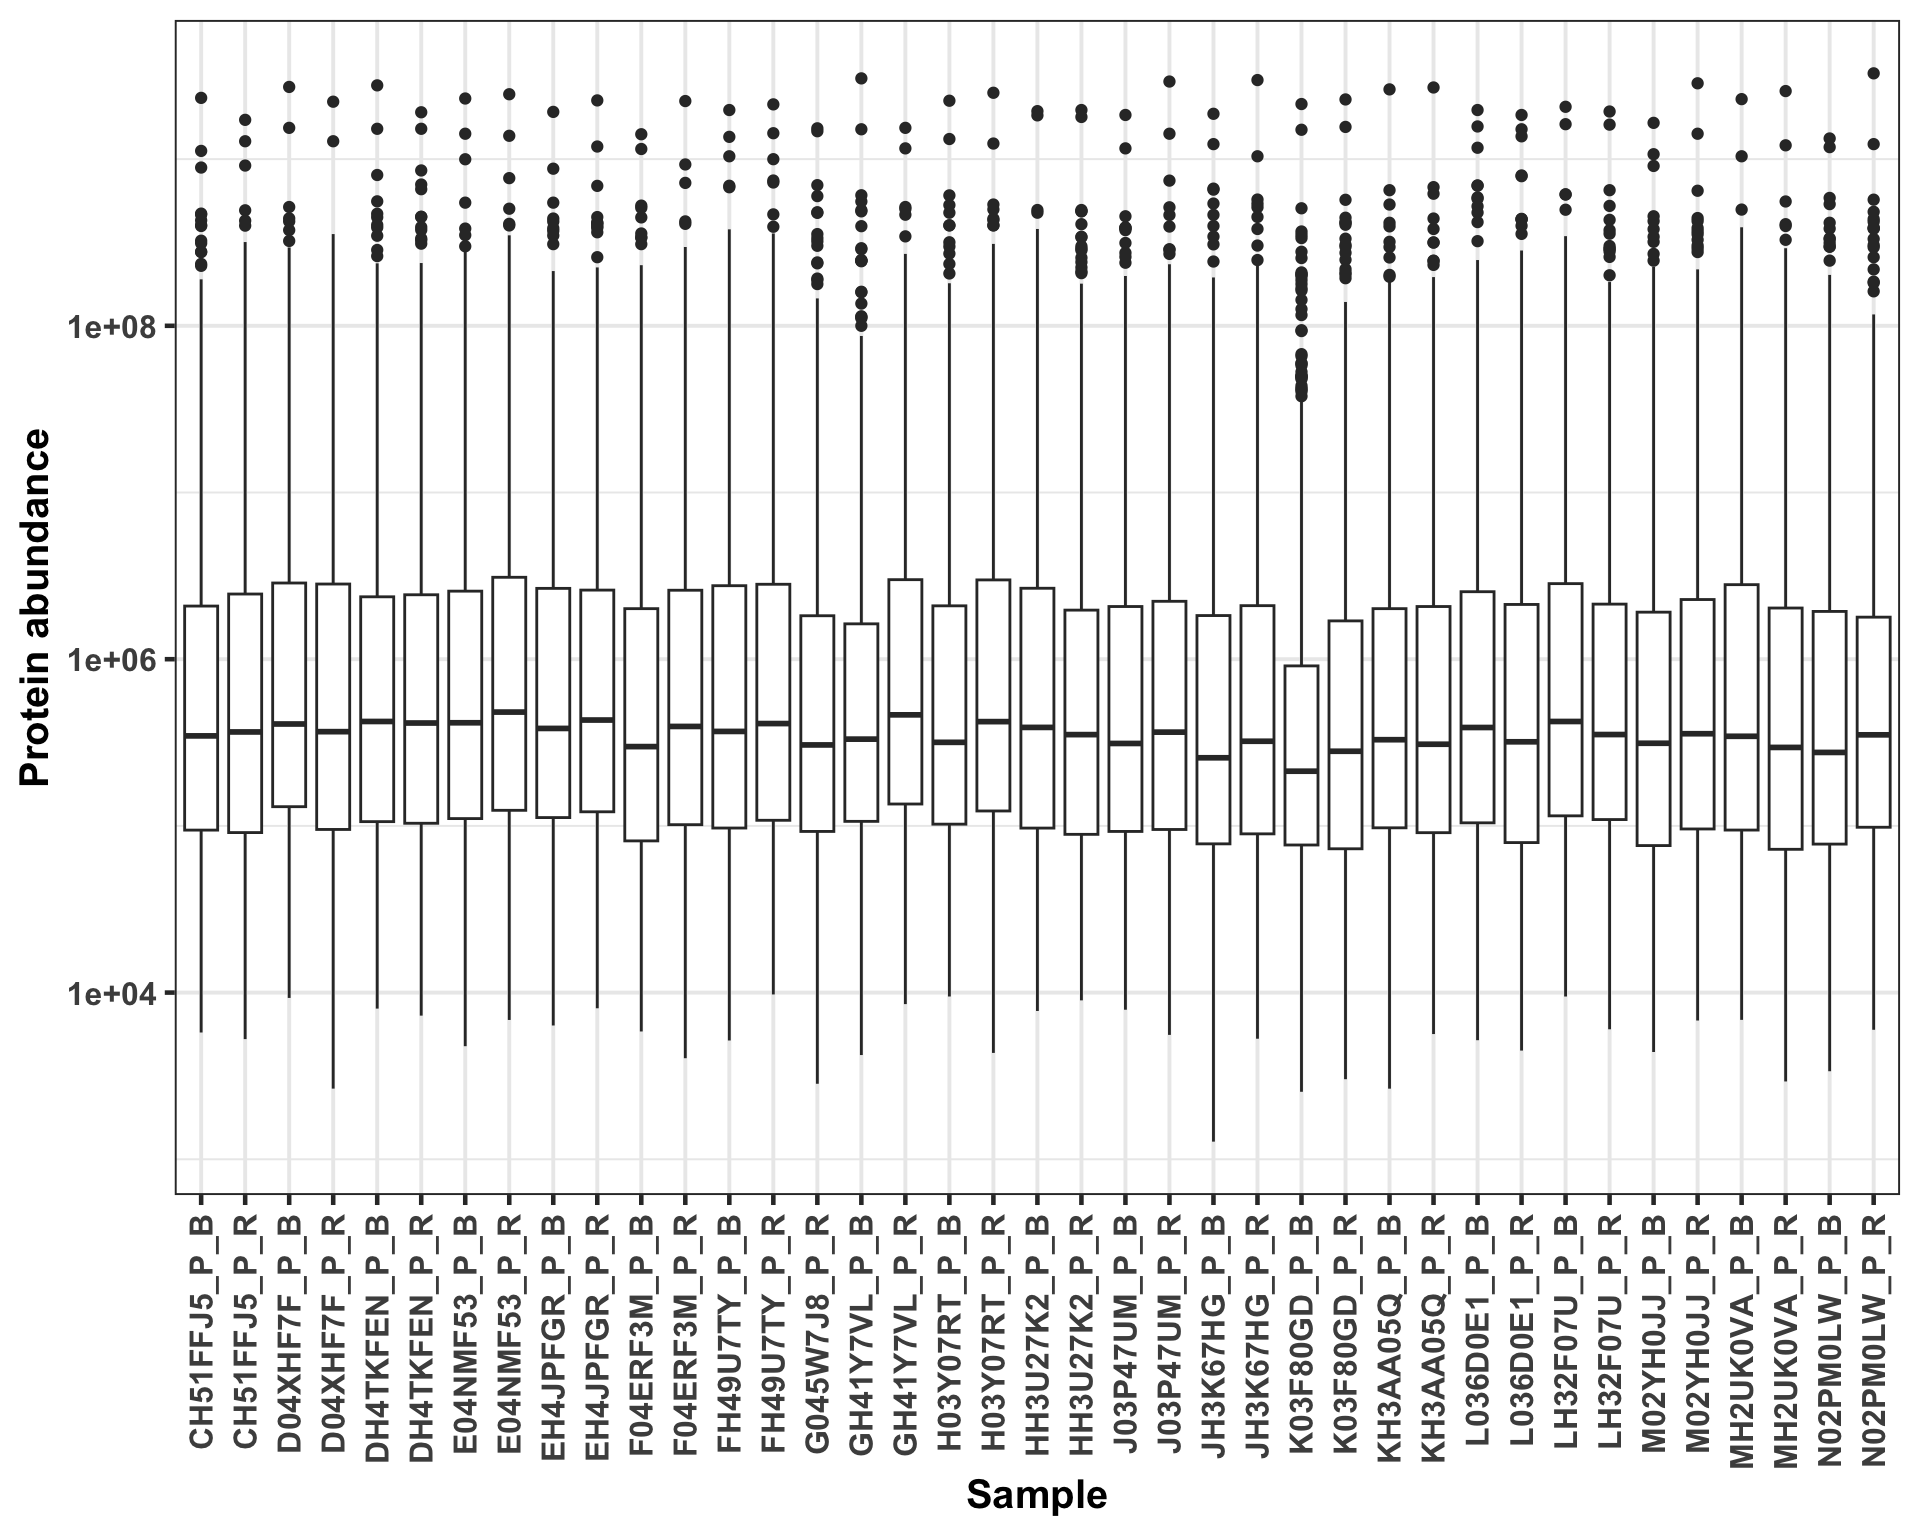 Protein abundance
1e+08
1e+06
1e+04
CH51FFJ5_P_B
CH51FFJ5_P_R
D04XHF7F_P_B
D04XHF7F_P_R
DH4TKFEN_P_B
DH4TKFEN_P_R
E04NMF53_P_B
E04NMF53_P_R
EH4JPFGR_P_B
EH4JPFGR_P_R
F04ERF3M_P_B
F04ERF3M_P_R
FH49U7TY_P_B
FH49U7TY_P_R
G045W7J8_P_R
GH41Y7VL_P_B
GH41Y7VL_P_R
H03Y07RT_P_B
H03Y07RT_P_R
HH3U27K2_P_B
HH3U27K2_P_R
J03P47UM_P_B
J03P47UM_P_R
JH3K67HG_P_B
JH3K67HG_P_R
K03F80GD_P_B
K03F80GD_P_R
KH3AA05Q_P_B
KH3AA05Q_P_R
L036D0E1_P_B
L036D0E1_P_R
LH32F07U_P_B
LH32F07U_P_R
M02YH0JJ_P_B
M02YH0JJ_P_R
MH2UK0VA_P_B
MH2UK0VA_P_R
N02PM0LW_P_B
N02PM0LW_P_R
Sample